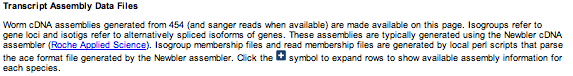 Transcript Assembly Data Files
Worm cDNA assemblies generated from 454 (and sanger reads when available) are made available on this page. Isogroups refer to
gene loci and isotigs refer to alternatively spliced isoforms of genes. These assemblies are typically generated using the Newbler cDNA
assembler (Roche Applied Science). Isogroup membership files and read membership files are generated by local perl scripts that parse
the ace format file generated by the Newbler assembler. Click the + symbol to expand rows to show available assembly information for
each species.